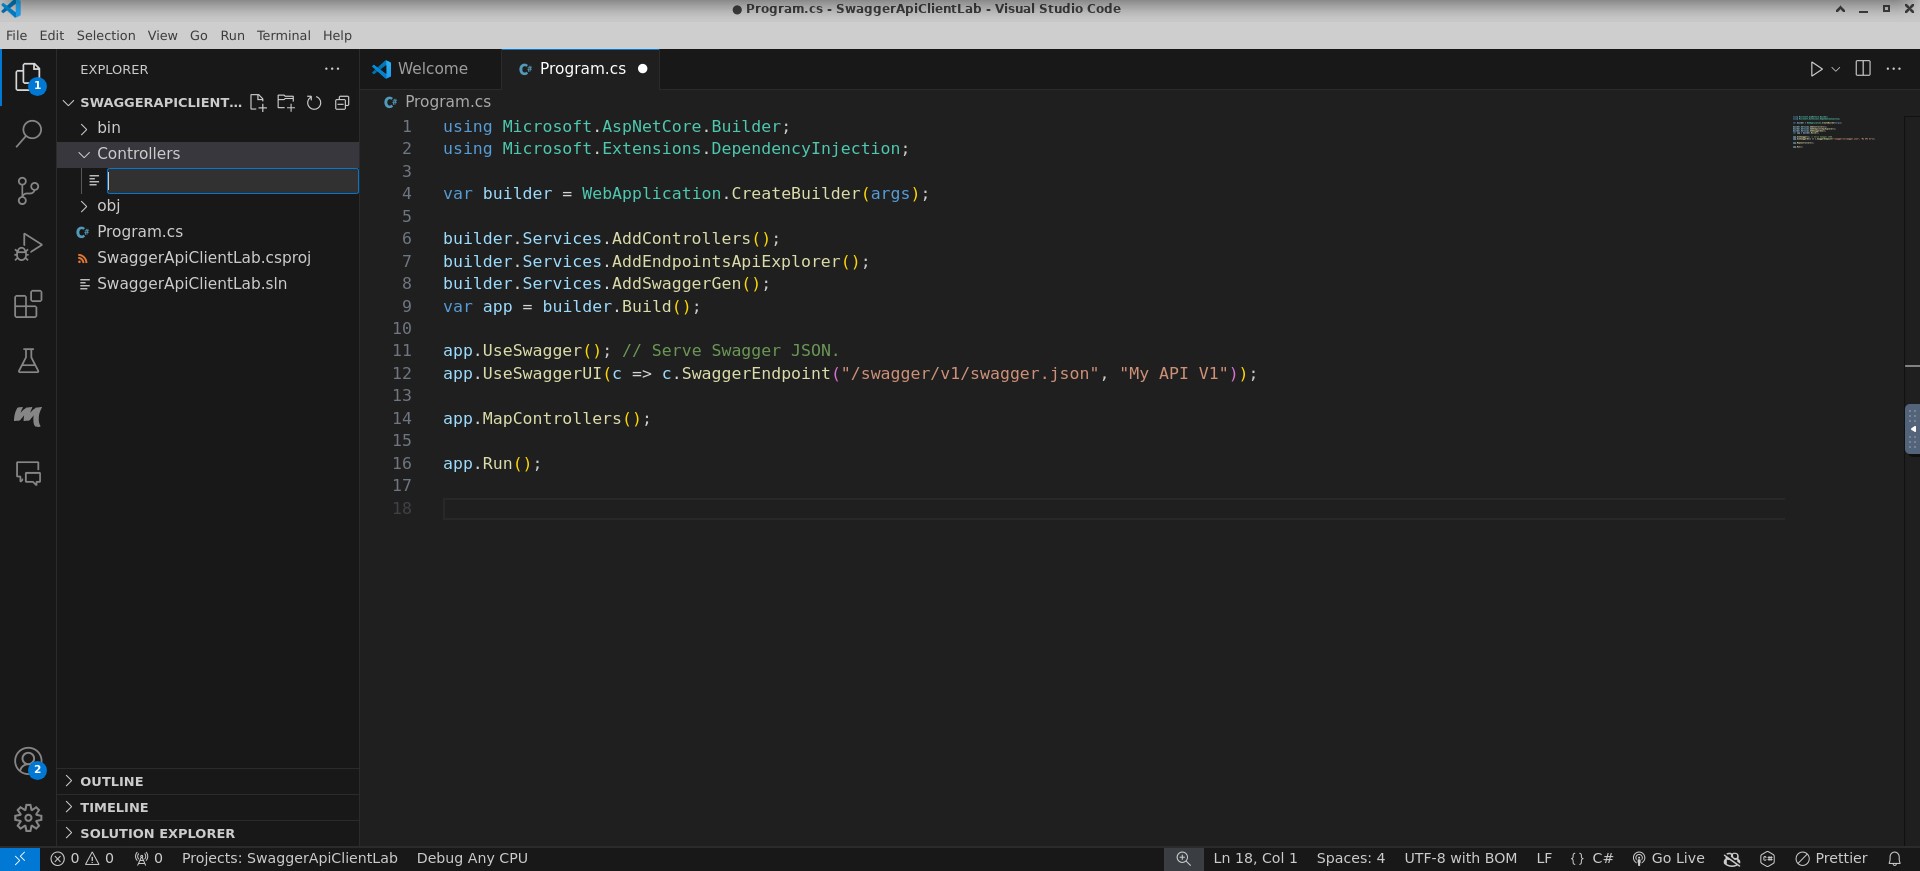 Program.cs - SwaggerApiClientLab - Visual Studio Code
File Edit Selection View Go Run Terminal Help
EXPLORER
SWAGGERAPICLIENT...
bin
Controllers
obj
Program.cs
SwaggerApiClientLab.csproj
SwaggerApiClientLab.sln
OUTLINE
TIMELINE
SOLUTION EXPLORER
1
2
Welcome Program.cs
Program.cs
1 using Microsoft.AspNetCore.Builder;
2 using Microsoft.Extensions.DependencyInjection;
3
4 var builder = WebApplication.CreateBuilder(args);
5
6 builder.Services.AddControllers();
7 builder.Services.AddEndpointsApiExplorer();
8 builder.Services.AddSwaggerGen();
9 var app = builder.Build();
10
11 app.UseSwagger(); // Serve Swagger JSON.
12 app.UseSwaggerUI(c => c.SwaggerEndpoint("/swagger/v1/swagger.json", "My API V1"));
13
14 app.MapControllers();
15
16 app.Run();
17
18
0 0 0 Projects: SwaggerApiClientLab Debug Any CPU Ln 18, Col 1 Spaces: 4 UTF-8 with BOM LF {} C# Go Live Prettier